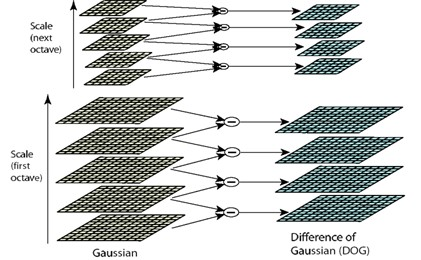 Scale
(next
octave)
Scale
(first
octave)
Gaussian
Difference of
Gaussian (DOG)